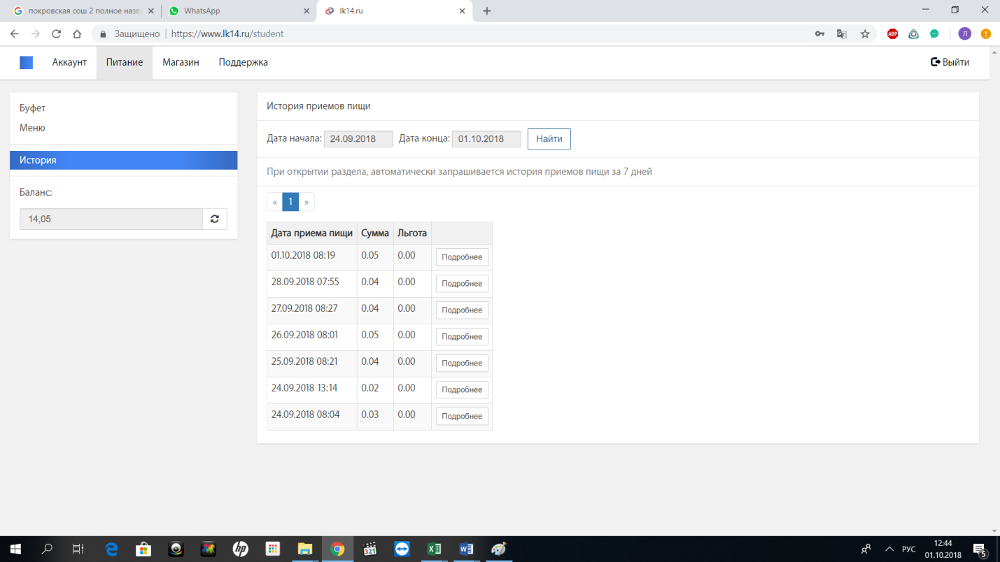 покровская сош 2 полное назв
WhatsApp
lk14.ru
Защищено | https://www.lk14.ru/student
ABP
Л
Аккаунт Питание Магазин Поддержка Выйти
Буфет
Меню
История
Баланс:
14,05
История приемов пищи
Дата начала: 24.09.2018 Дата конца: 01.10.2018 Найти
При открытии раздела, автоматически запрашивается история приемов пищи за 7 дней
« 1 »
Дата приема пищи Сумма Льгота
01.10.2018 08:19 0.05 0.00 Подробнее
28.09.2018 07:55 0.04 0.00 Подробнее
27.09.2018 08:27 0.04 0.00 Подробнее
26.09.2018 08:01 0.05 0.00 Подробнее
25.09.2018 08:21 0.04 0.00 Подробнее
24.09.2018 13:14 0.02 0.00 Подробнее
24.09.2018 08:04 0.03 0.00 Подробнее
hp
321
РУС
12:44
01.10.2018
5